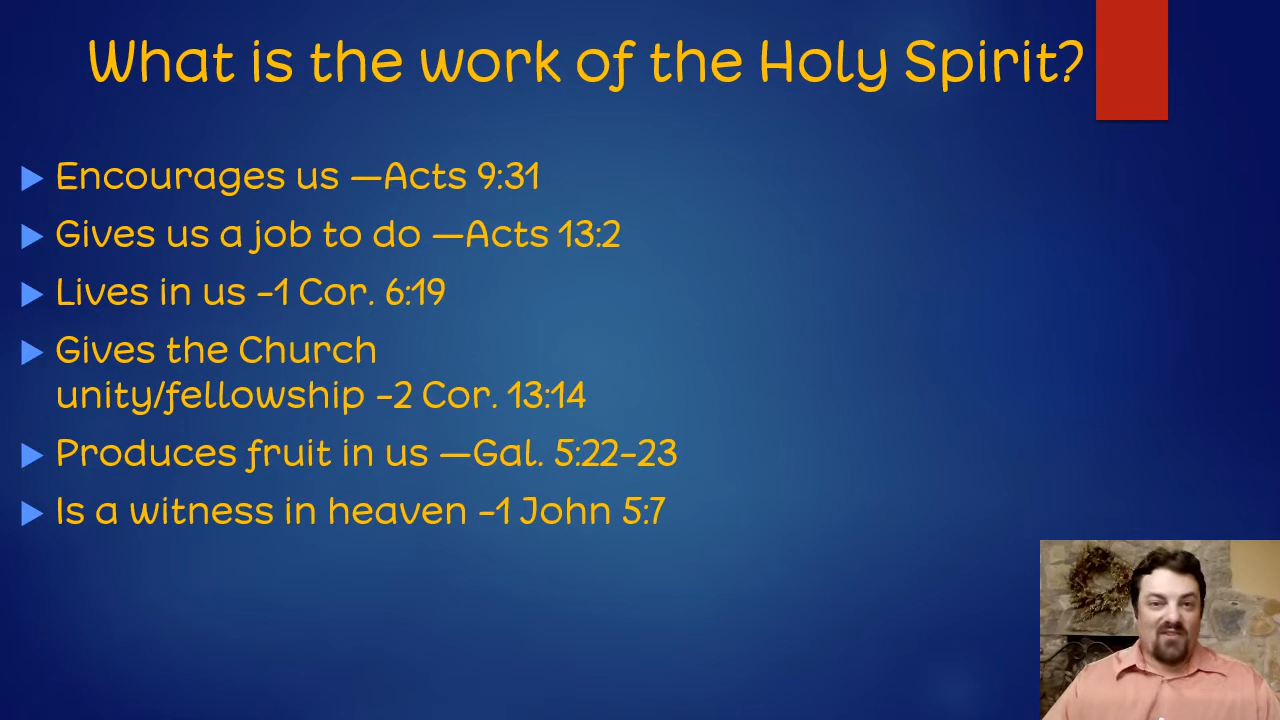 What is the work of the Holy Spirit?
Encourages us —Acts 9:31
Gives us a job to do —Acts 13:2
Lives in us –1 Cor. 6:19
Gives the Church
unity/fellowship –2 Cor. 13:14
Produces fruit in us —Gal. 5:22–23
Is a witness in heaven –1 John 5:7